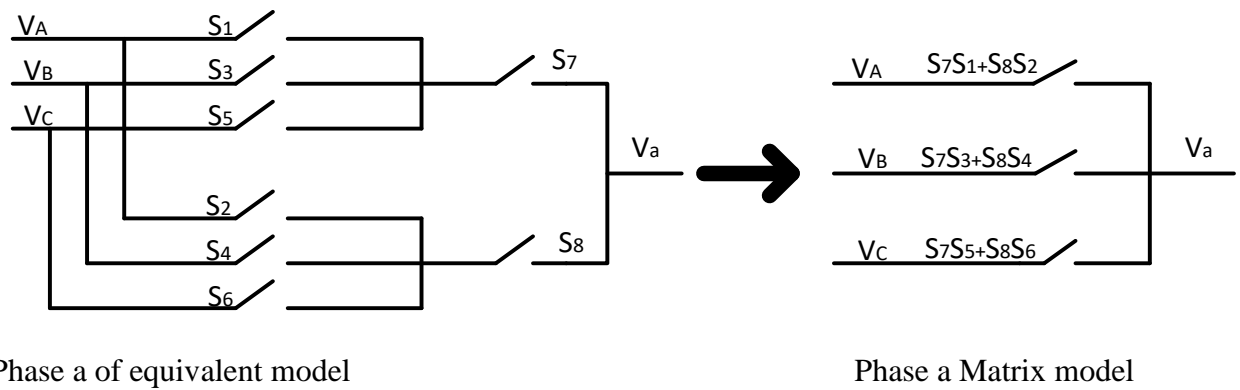 VA S1
VB S3
VC S5
S7
Va
S2
S4
S6
S8
VA S7S1+S8S2
VB S7S3+S8S4
VC S7S5+S8S6
Va
Phase a of equivalent model
Phase a Matrix model